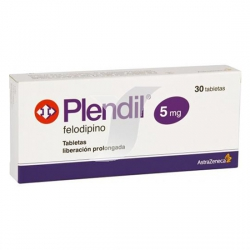 30 tabletas
Plendil®
5 mg
felodipino
Tabletas
liberación prolongada
AstraZeneca